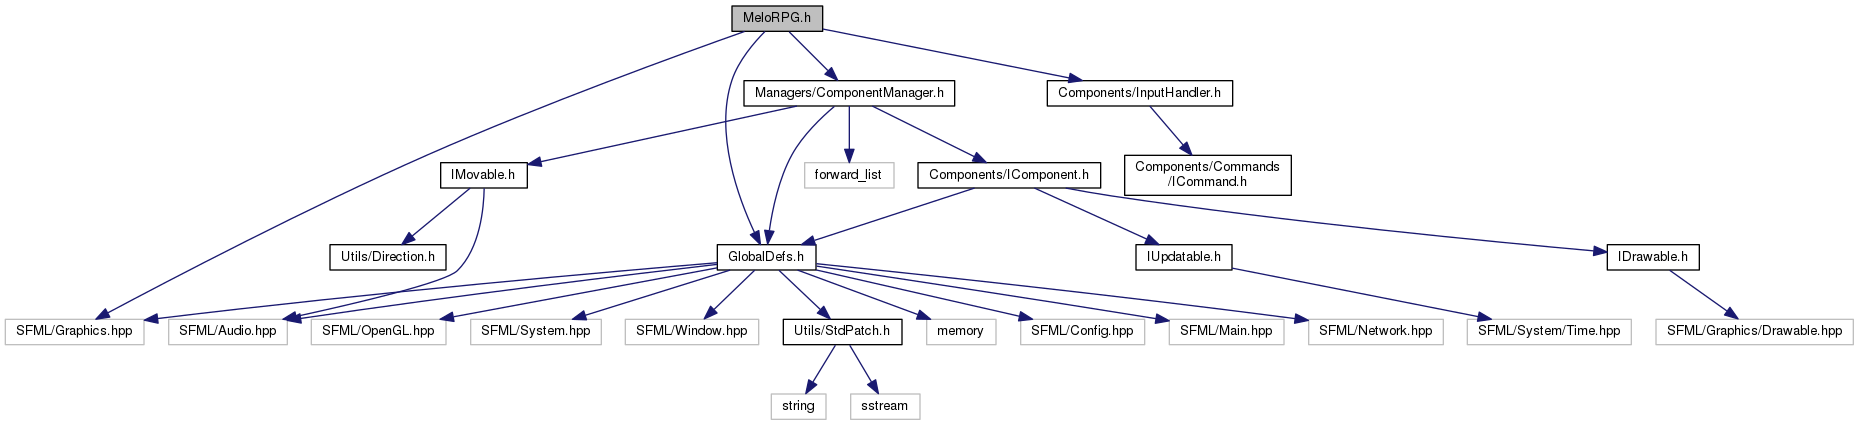 MeloRPG.h
Managers/ComponentManager.h
Components/InputHandler.h
IMovable.h
forward_list
Components/IComponent.h
Components/Commands
/ICommand.h
Utils/Direction.h
GlobalDefs.h
IUpdatable.h
IDrawable.h
SFML/Graphics.hpp
SFML/Audio.hpp
SFML/OpenGL.hpp
SFML/System.hpp
SFML/Window.hpp
Utils/StdPatch.h
memory
SFML/Config.hpp
SFML/Main.hpp
SFML/Network.hpp
SFML/System/Time.hpp
SFML/Graphics/Drawable.hpp
string
sstream